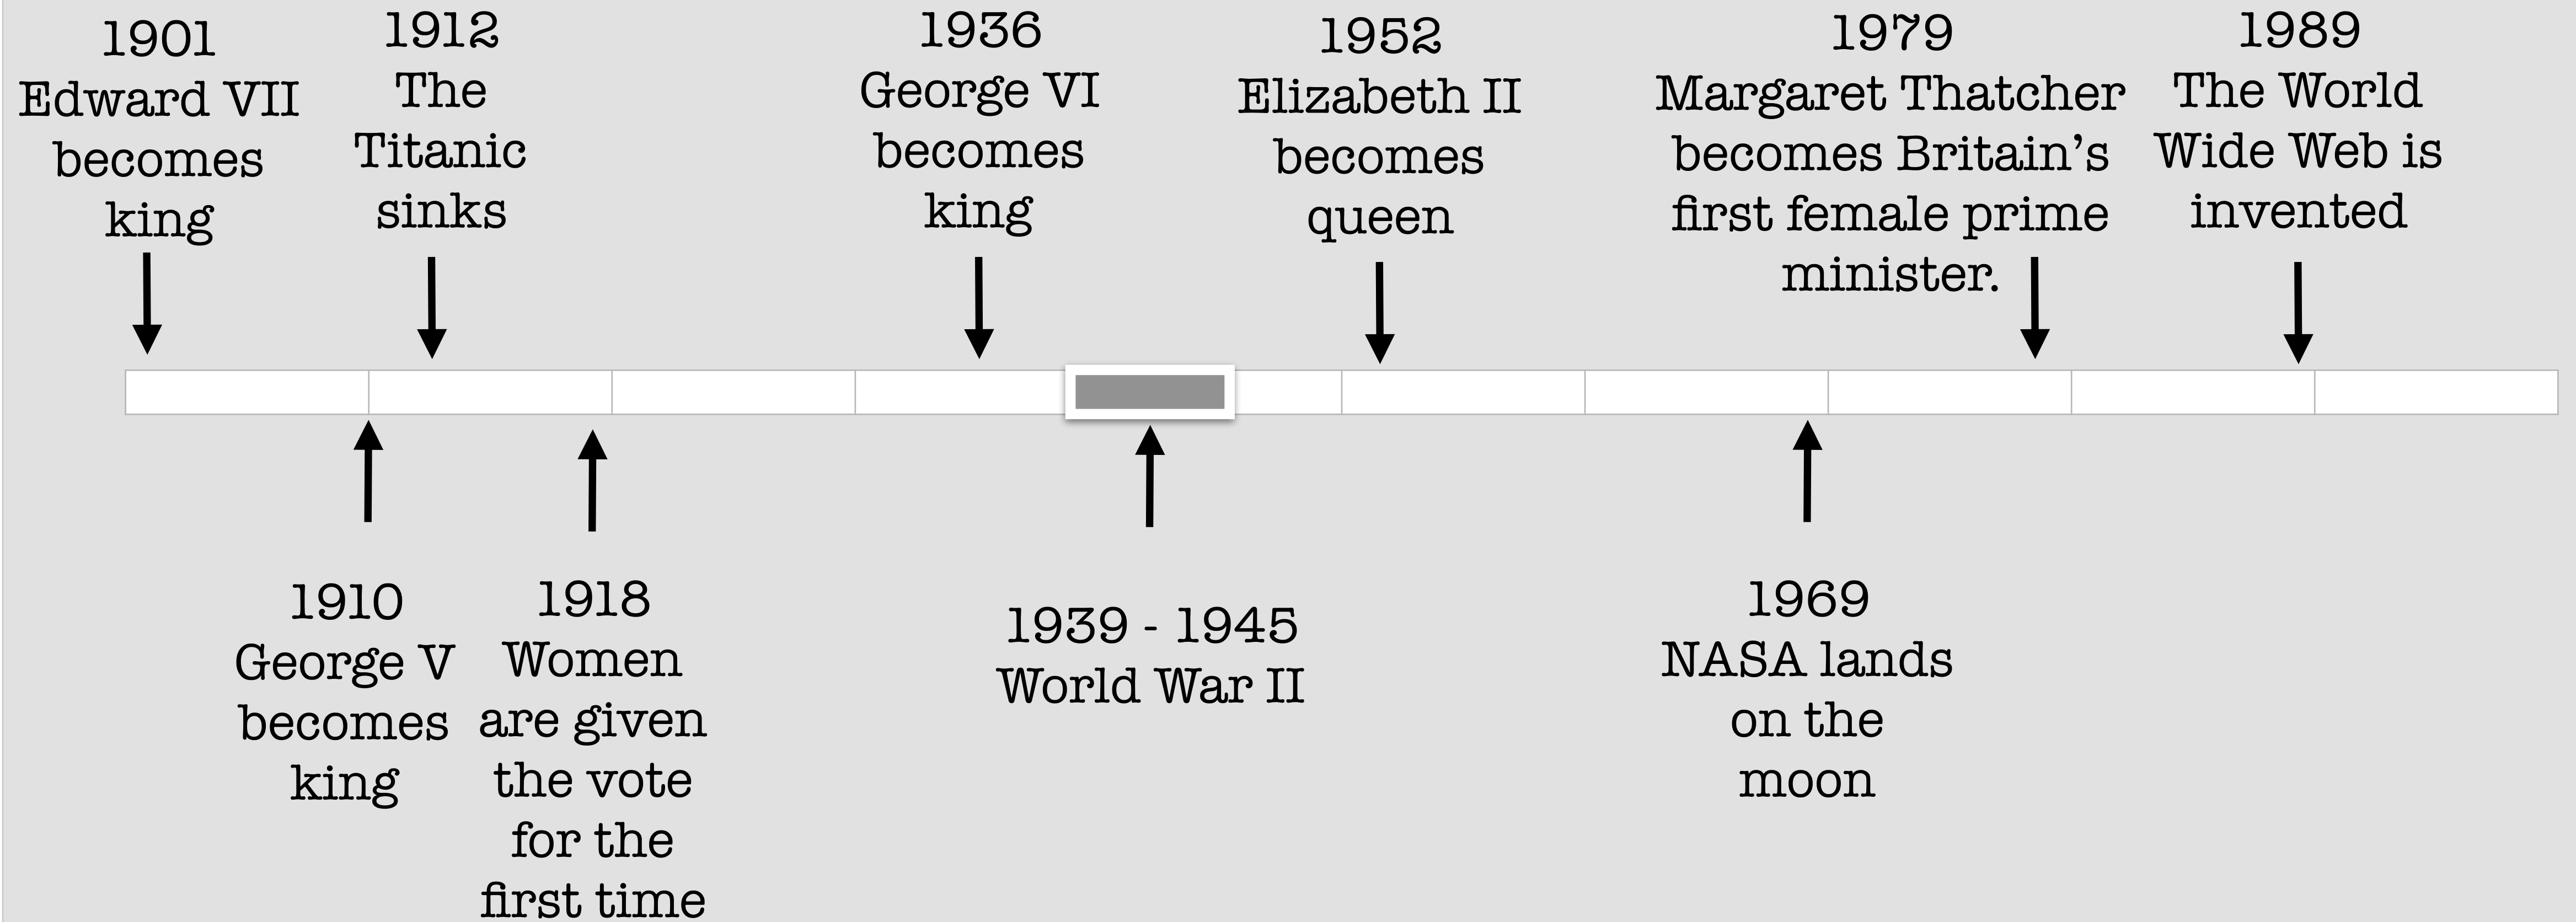 1901
Edward VII
becomes
king
1912
The
Titanic
sinks
1936
George VI
becomes
king
1952
Elizabeth II
becomes
queen
1979
Margaret Thatcher
becomes Britain’s
first female prime
minister.
1989
The World
Wide Web is
invented
1910
George V
becomes
king
1918
Women
are given
the vote
for the
first time
1939 - 1945
World War II
1969
NASA lands
on the
moon